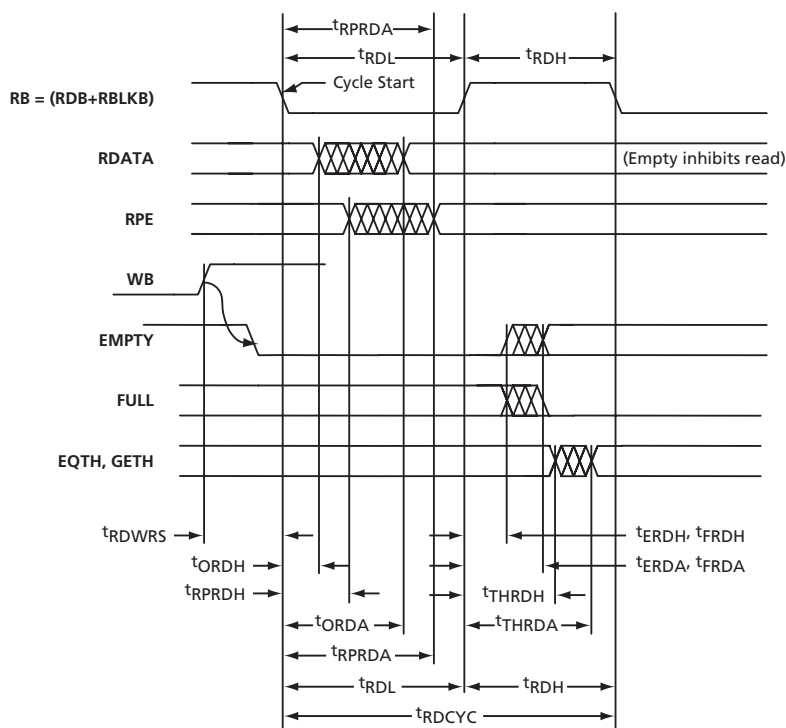 tRPRDA
tRDL
tRDH
Cycle Start
RB = (RDB+RBLKB)
RDATA
(Empty inhibits read)
RPE
WB
EMPTY
FULL
EQTH, GETH
tRDWRS
tERDH, tFRDH
tORDH
tERDA, tFRDA
tRPRDH
tTHRDH
tORDA
tTHRDA
tRPRDA
tRDL
tRDH
tRDCYC